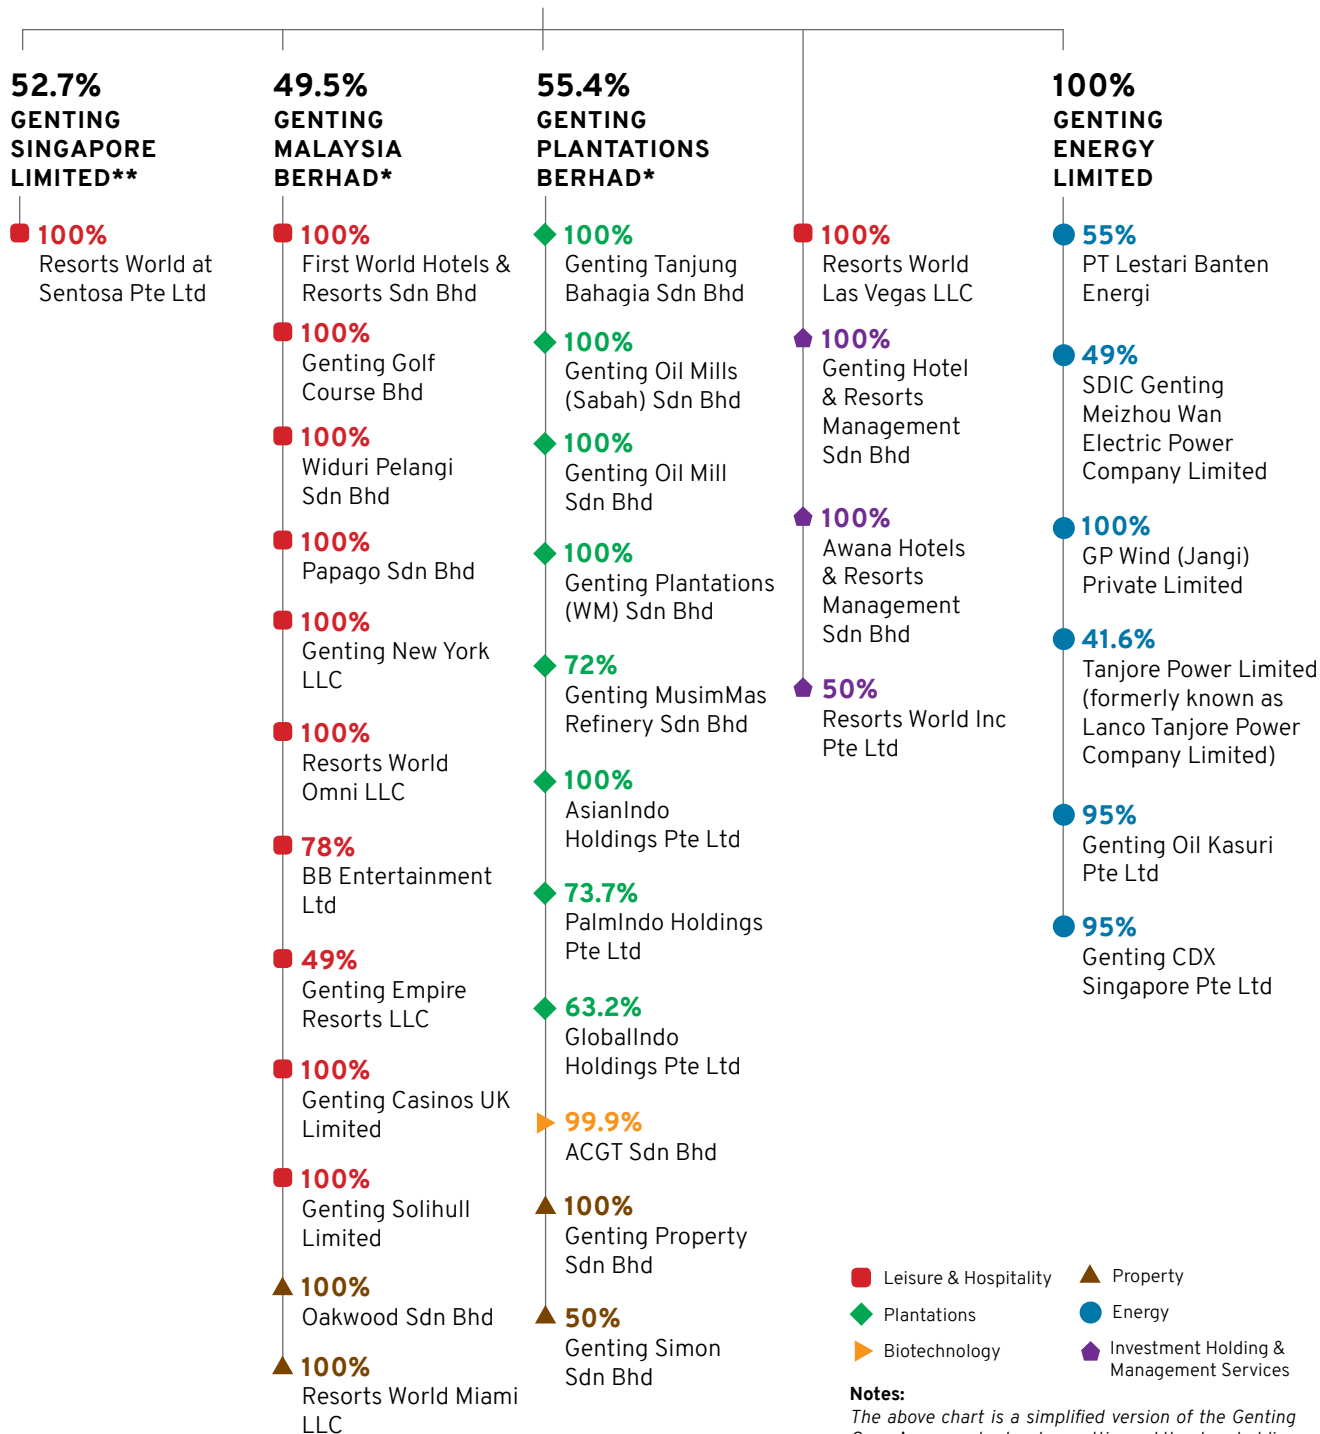 52.7%
GENTING
SINGAPORE
LIMITED**
100%
Resorts World at
Sentosa Pte Ltd
49.5%
GENTING
MALAYSIA
BERHAD*
100%
First World Hotels &
Resorts Sdn Bhd
100%
Genting Golf
Course Bhd
100%
Widuri Pelangi
Sdn Bhd
100%
Papago Sdn Bhd
100%
Genting New York
LLC
100%
Resorts World
Omni LLC
78%
BB Entertainment
Ltd
49%
Genting Empire
Resorts LLC
100%
Genting Casinos UK
Limited
100%
Genting Solihull
Limited
100%
Oakwood Sdn Bhd
100%
Resorts World Miami
LLC
55.4%
GENTING
PLANTATIONS
BERHAD*
100%
Genting Tanjung
Bahagia Sdn Bhd
100%
Genting Oil Mills
(Sabah) Sdn Bhd
100%
Genting Oil Mill
Sdn Bhd
100%
Genting Plantations
(WM) Sdn Bhd
72%
Genting MusimMas
Refinery Sdn Bhd
100%
AsianIndo
Holdings Pte Ltd
73.7%
PalmIndo Holdings
Pte Ltd
63.2%
GlobalIndo
Holdings Pte Ltd
99.9%
ACGT Sdn Bhd
100%
Genting Property
Sdn Bhd
50%
Genting Simon
Sdn Bhd
100%
Resorts World
Las Vegas LLC
100%
Genting Hotel
& Resorts
Management
Sdn Bhd
100%
Awana Hotels
& Resorts
Management
Sdn Bhd
50%
Resorts World Inc
Pte Ltd
100%
GENTING
ENERGY
LIMITED
55%
PT Lestari Banten
Energi
49%
SDIC Genting
Meizhou Wan
Electric Power
Company Limited
100%
GP Wind (Jangi)
Private Limited
41.6%
Tanjore Power Limited
(formerly known as
Lanco Tanjore Power
Company Limited)
95%
Genting Oil Kasuri
Pte Ltd
95%
Genting CDX
Singapore Pte Ltd
Leisure & Hospitality
Plantations
Biotechnology
Property
Energy
Investment Holding &
Management Services
Notes:
The above chart is a simplified version of the Genting